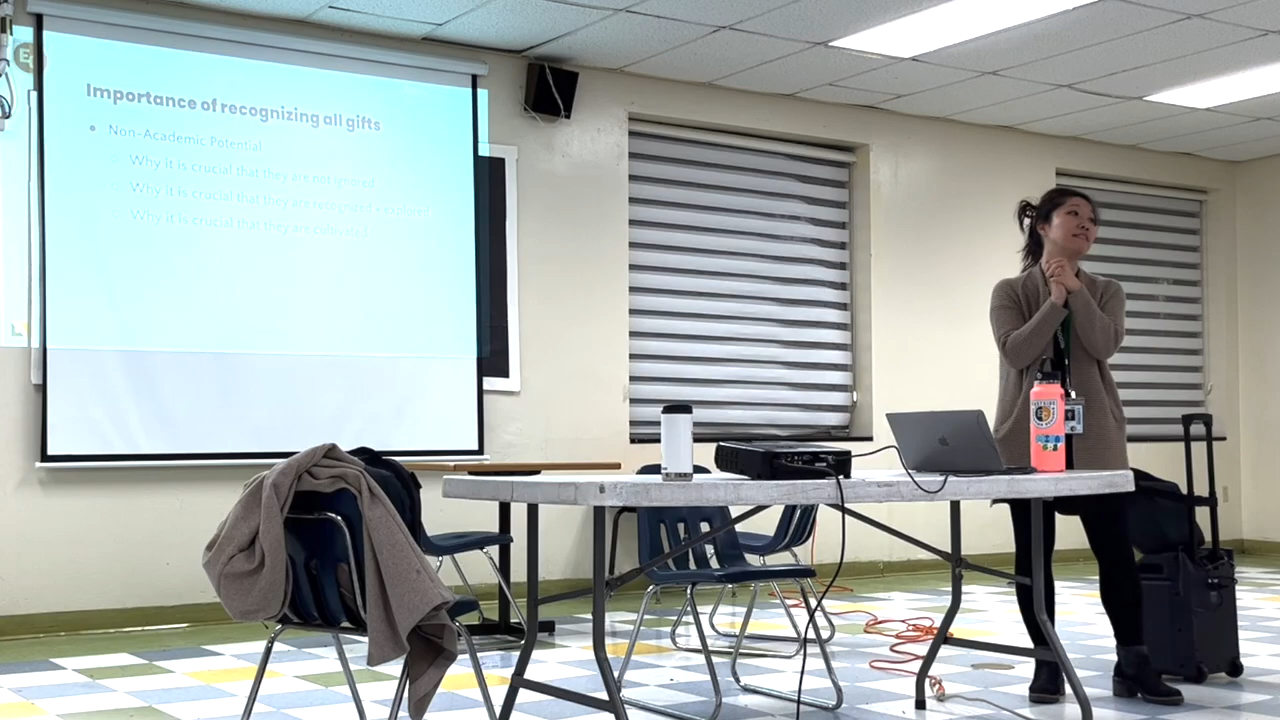 Importance of recognizing all gifts
Non-Academic Potential
Why it is crucial that they are not ignored
Why it is crucial that they are recognized + explored
Why it is crucial that they are cultivated